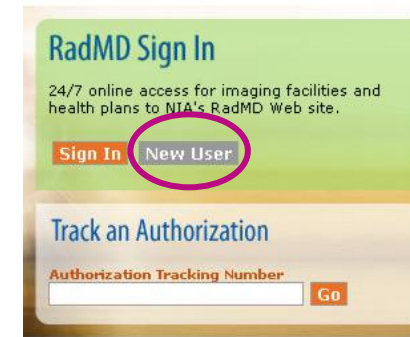 RadMD Sign In
24/7 online access for imaging facilities and
health plans to NIA's RadMD Web site.
Sign In New User
Track an Authorization
Authorization Tracking Number
Go